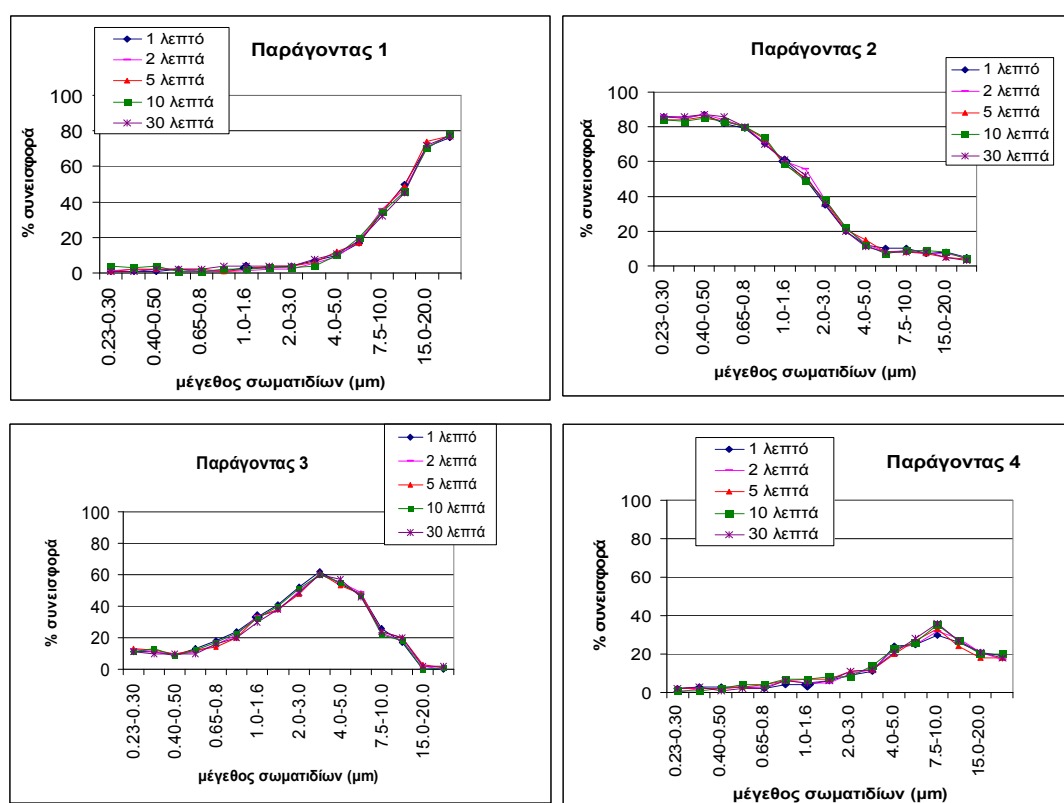 Παράγοντας 1
1 λεπτό
2 λεπτά
5 λεπτά
10 λεπτά
30 λεπτά
% συνεισφορά
100
80
60
40
20
0
0.23-0.30
0.40-0.50
0.65-0.8
1.0-1.6
2.0-3.0
4.0-5.0
7.5-10.0
15.0-20.0
μέγεθος σωματιδίων (μm)
Παράγοντας 2
1 λεπτό
2 λεπτά
5 λεπτά
10 λεπτά
30 λεπτά
% συνεισφορά
100
80
60
40
20
0
0.23-0.30
0.40-0.50
0.65-0.8
1.0-1.6
2.0-3.0
4.0-5.0
7.5-10.0
15.0-20.0
μέγεθος σωματιδίων (μm)
Παράγοντας 3
1 λεπτό
2 λεπτά
5 λεπτά
10 λεπτά
30 λεπτά
% συνεισφορά
100
80
60
40
20
0
0.23-0.30
0.40-0.50
0.65-0.8
1.0-1.6
2.0-3.0
4.0-5.0
7.5-10.0
15.0-20.0
μέγεθος σωματιδίων (μm)
Παράγοντας 4
1 λεπτό
2 λεπτά
5 λεπτά
10 λεπτά
30 λεπτά
% συνεισφορά
100
80
60
40
20
0
0.23-0.30
0.40-0.50
0.65-0.8
1.0-1.6
2.0-3.0
4.0-5.0
7.5-10.0
15.0-20.0
μέγεθος σωματιδίων (μm)